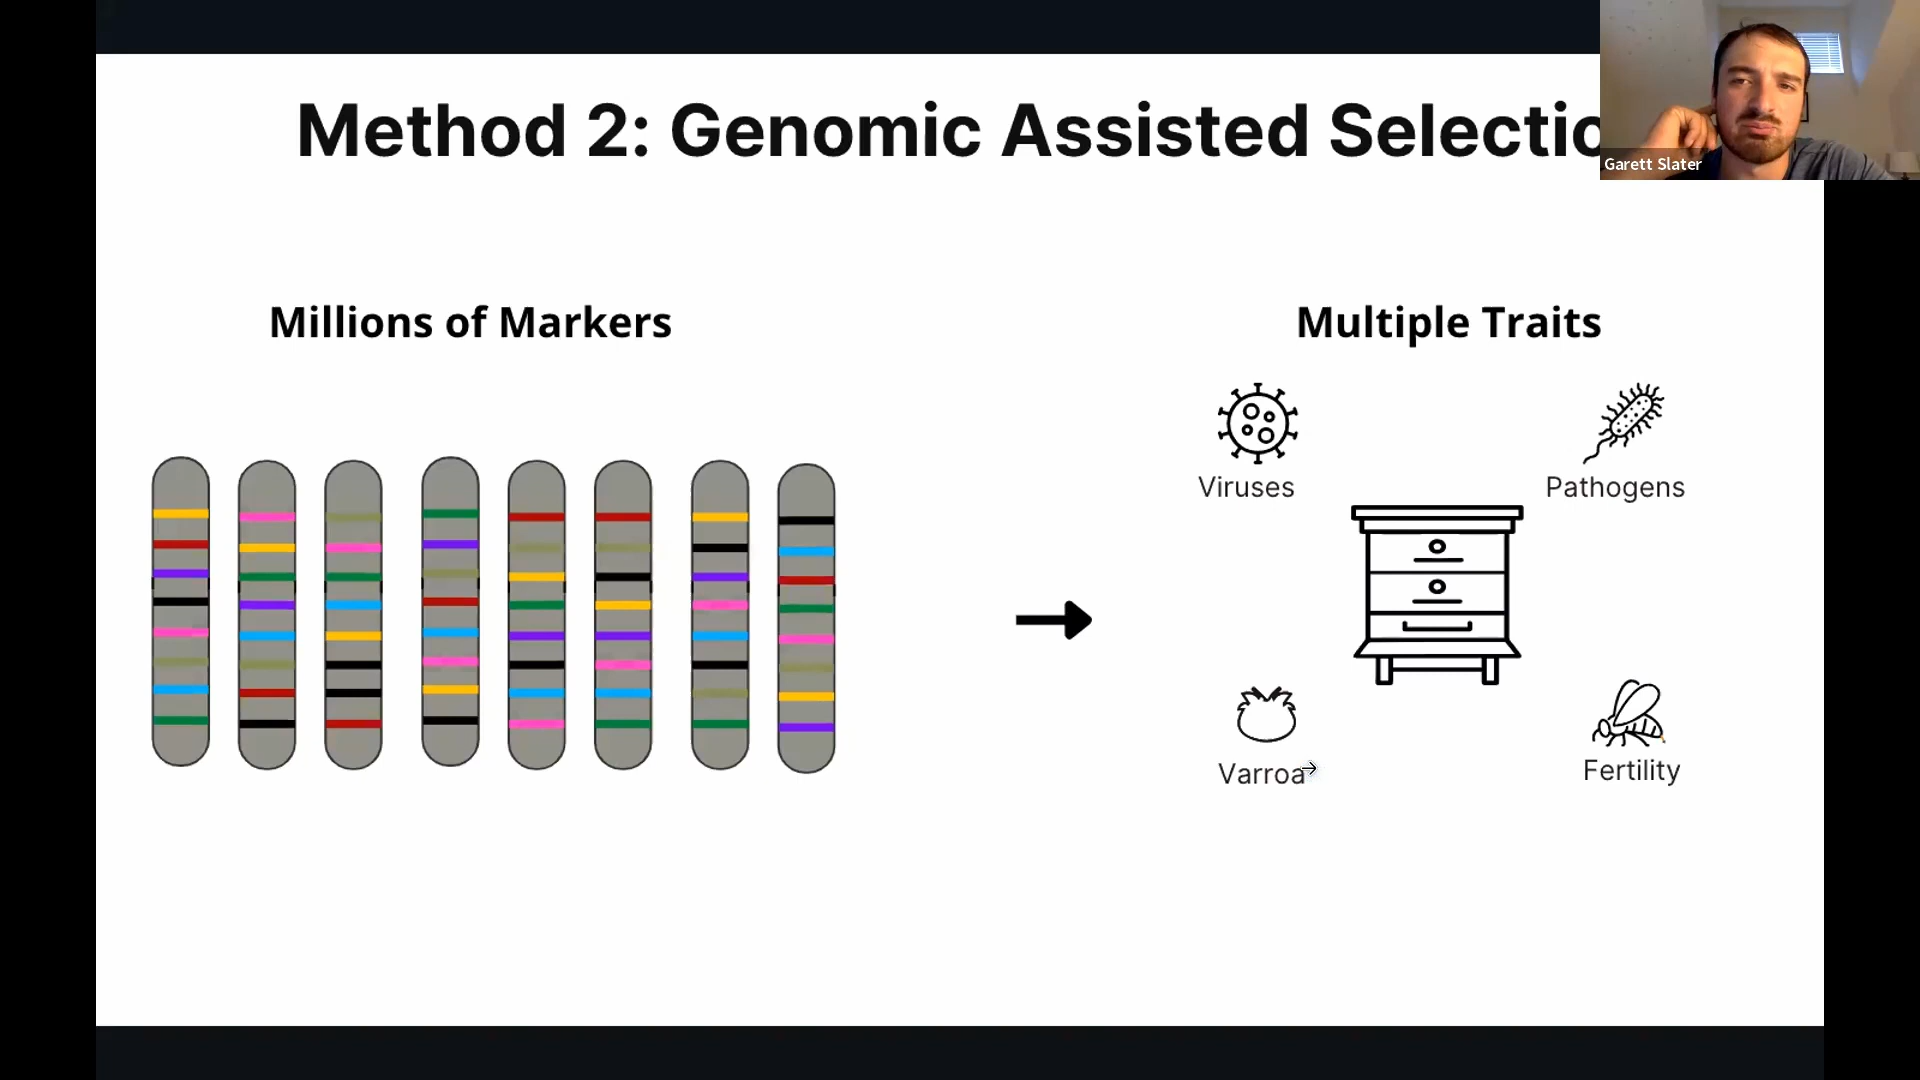 Method 2: Genomic Assisted Selectio
Garett Slater
Millions of Markers
Multiple Traits
Viruses
Pathogens
Varroa
Fertility